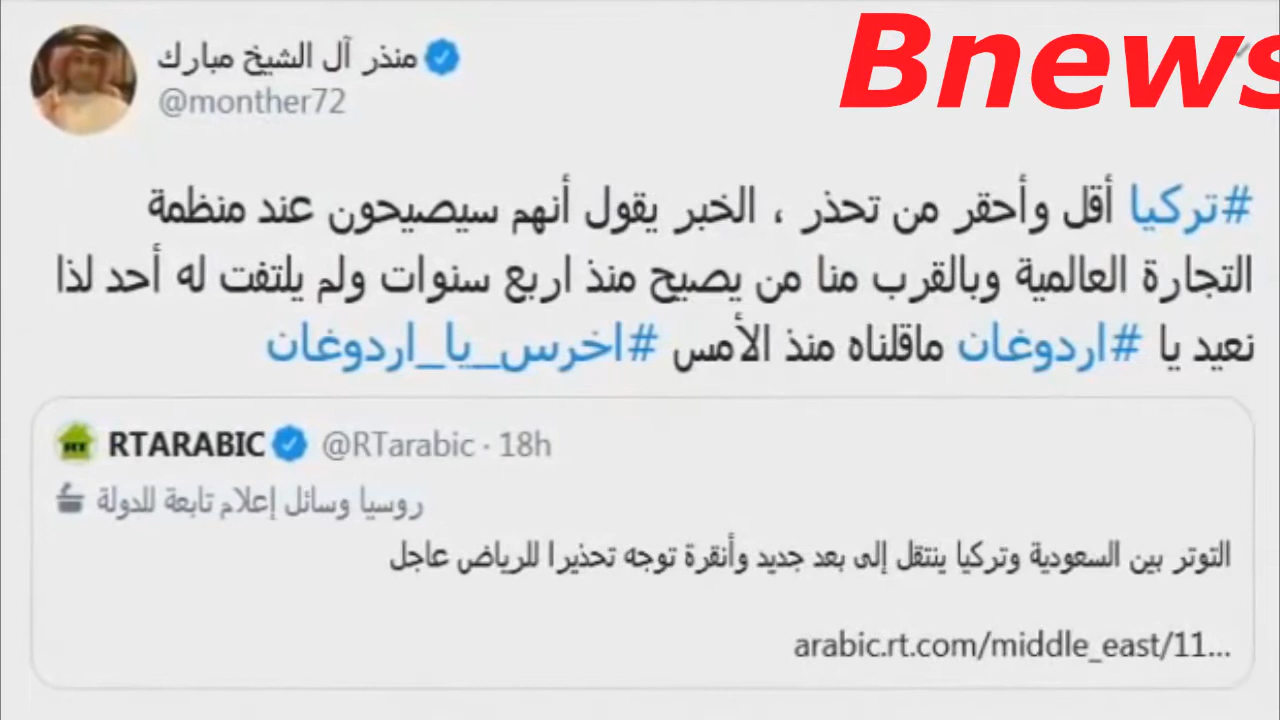 Bnews
منذر آل الشيخ مبارك
@monther72
#تركيا أقل وأحقر من تحذر ، الخبر يقول أنهم سيصيحون عند منظمة
التجارة العالمية وبالقرب منا من يصيح منذ اربع سنوات ولم يلتفت له أحد لذا
نعيد يا #اردوغان ماقلناه منذ الأمس #اخرس_يا_اردوغان
RT RTARABIC @RTarabic · 18h
روسيا وسائل إعلام تابعة للدولة
التوتر بين السعودية وتركيا ينتقل إلى بعد جديد وأنقرة توجه تحذيرا للرياض عاجل
arabic.rt.com/middle_east/11...